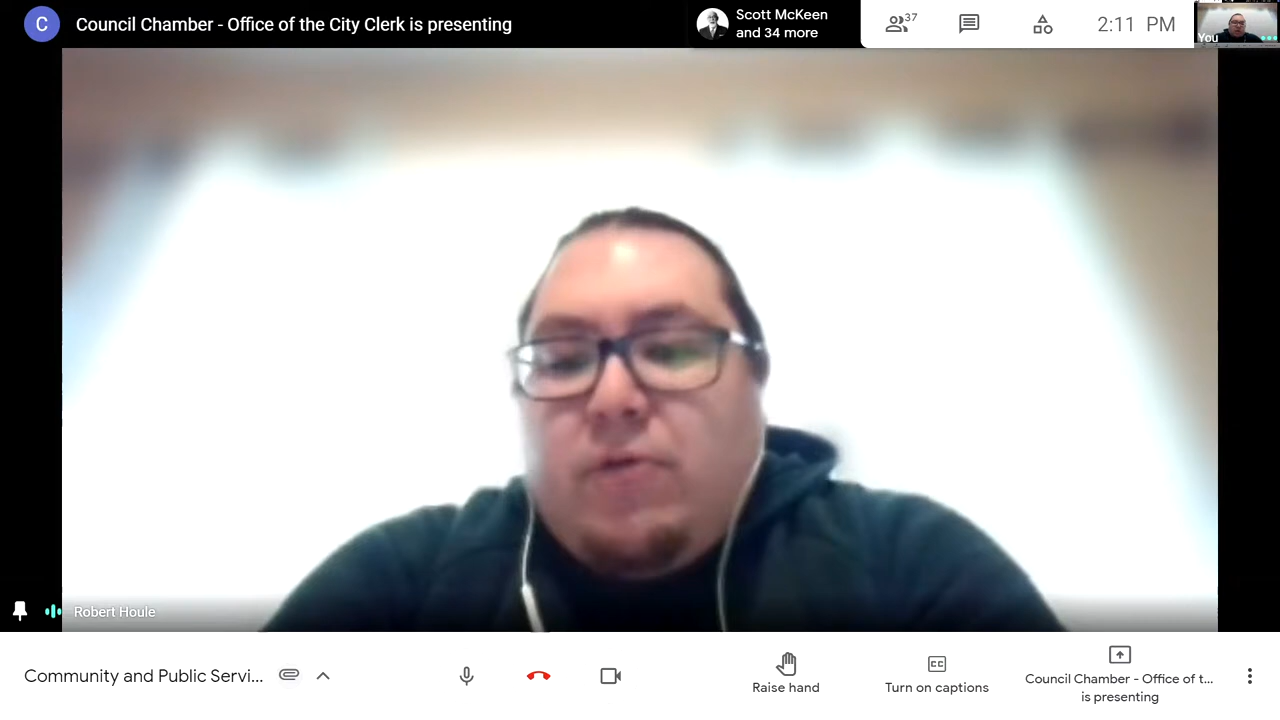 C
Council Chamber - Office of the City Clerk is presenting
Scott McKeen
and 34 more
37
2:11 PM
You
Robert Houle
Community and Public Servi...
Raise hand
CC
Turn on captions
Council Chamber - Office of t...
is presenting